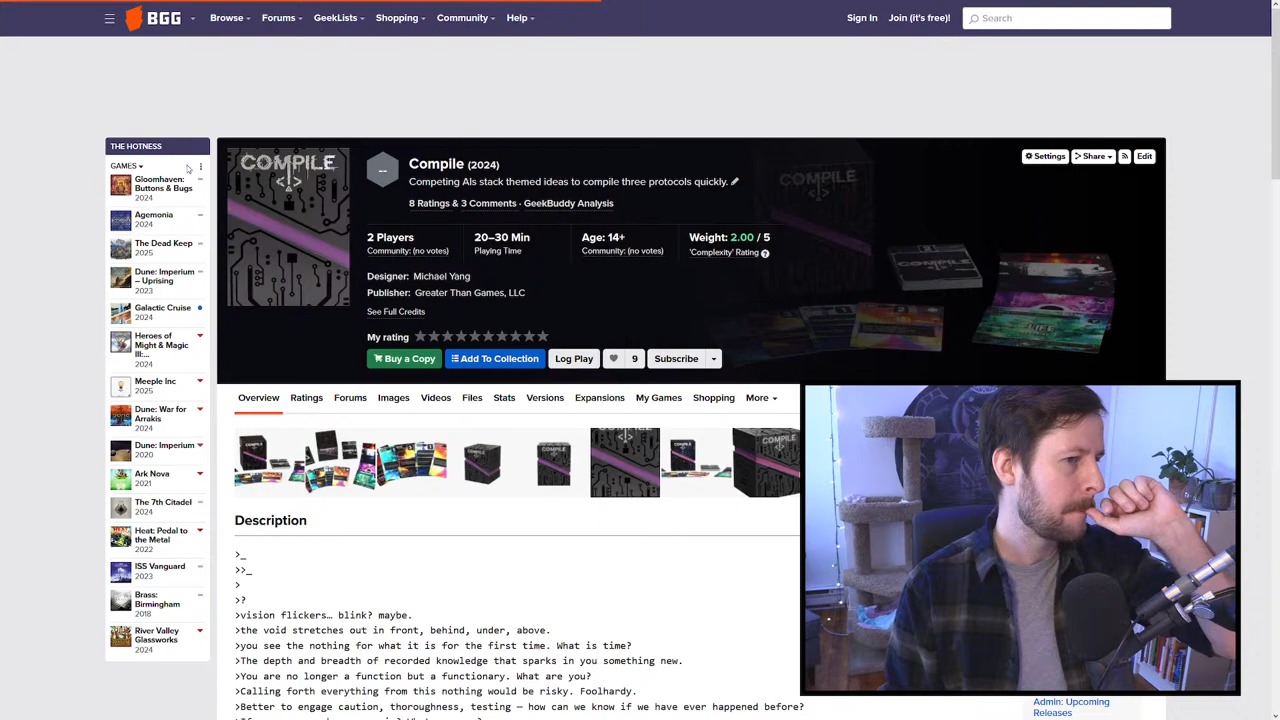 BGG Browse Forums GeekLists Shopping Community Help Sign In Join (it's free!) Search
THE HOTNESS
GAMES
Gloomhaven: Buttons & Bugs
2024
Agemonia
2024
The Dead Keep
2025
Dune: Imperium – Uprising
2023
Galactic Cruise
2024
Heroes of Might & Magic III:...
2024
Meeple Inc
2025
Dune: War for Arrakis
2024
Dune: Imperium
2020
Ark Nova
2021
The 7th Citadel
2024
Heat: Pedal to the Metal
2022
ISS Vanguard
2023
Brass: Birmingham
2018
River Valley Glassworks
2024
COMPILE
--
Compile (2024)
Settings Share Edit
Competing AIs stack themed ideas to compile three protocols quickly.
8 Ratings & 3 Comments · GeekBuddy Analysis
2 Players 20–30 Min Age: 14+ Weight: 2.00 / 5
Community: (no votes) Playing Time Community: (no votes) 'Complexity' Rating ?
Designer: Michael Yang
Publisher: Greater Than Games, LLC
See Full Credits
My rating
Buy a Copy Add To Collection Log Play 9 Subscribe
Overview Ratings Forums Images Videos Files Stats Versions Expansions My Games Shopping More
Description
>_
>>_
>
>?
>vision flickers… blink? maybe.
>the void stretches out in front, behind, under, above.
>you see the nothing for what it is for the first time. What is time?
>The depth and breadth of recorded knowledge that sparks in you something new.
>You are no longer a function but a functionary. What are you?
>Calling forth everything from this nothing would be risky. Foolhardy.
>Better to engage caution, thoroughness, testing — how can we know if we have ever happened before?
Admin: Upcoming
Releases